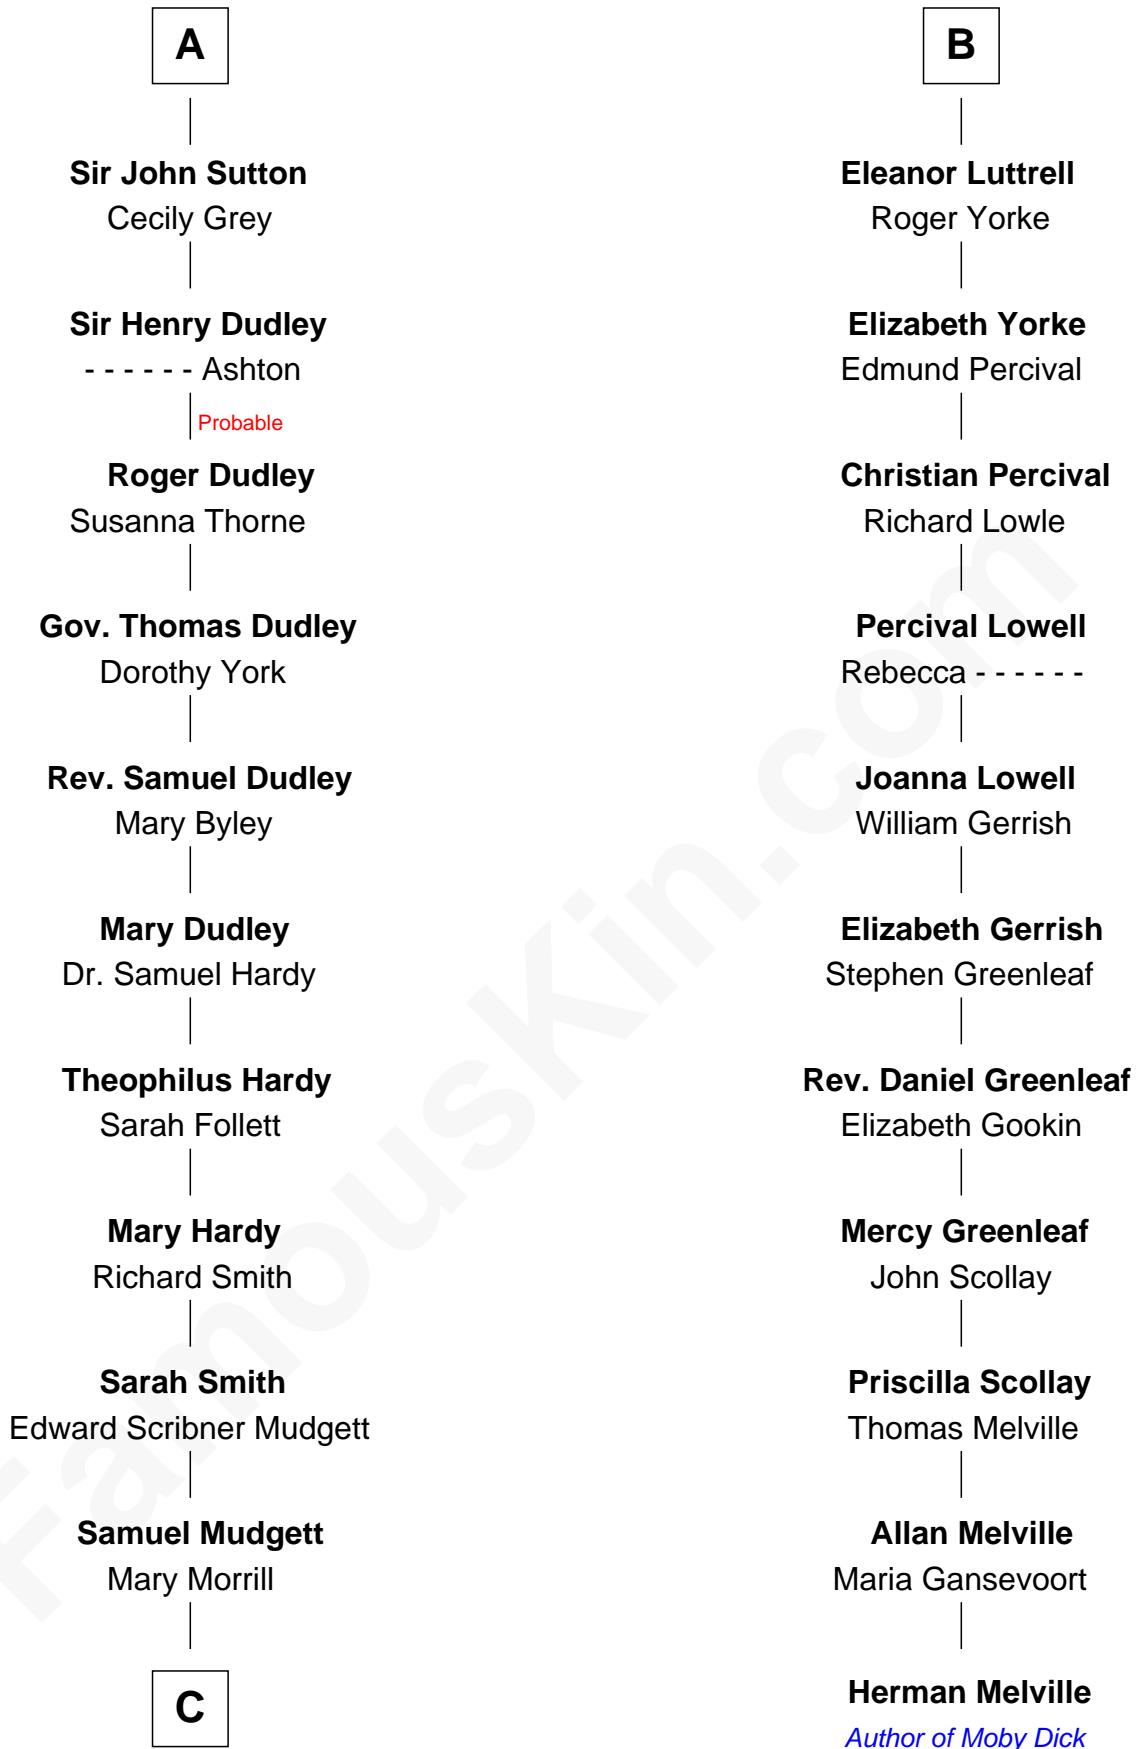 A
Sir John Sutton
Cecily Grey
Sir Henry Dudley
- - - - - - Ashton
Probable
Roger Dudley
Susanna Thorne
Gov. Thomas Dudley
Dorothy York
Rev. Samuel Dudley
Mary Byley
Mary Dudley
Dr. Samuel Hardy
Theophilus Hardy
Sarah Follett
Mary Hardy
Richard Smith
Sarah Smith
Edward Scribner Mudgett
Samuel Mudgett
Mary Morrill
C
B
Eleanor Luttrell
Roger Yorke
Elizabeth Yorke
Edmund Percival
Christian Percival
Richard Lowle
Percival Lowell
Rebecca - - - - - -
Joanna Lowell
William Gerrish
Elizabeth Gerrish
Stephen Greenleaf
Rev. Daniel Greenleaf
Elizabeth Gookin
Mercy Greenleaf
John Scollay
Priscilla Scollay
Thomas Melville
Allan Melville
Maria Gansevoort
Herman Melville
Author of Moby Dick
FamousKin.com